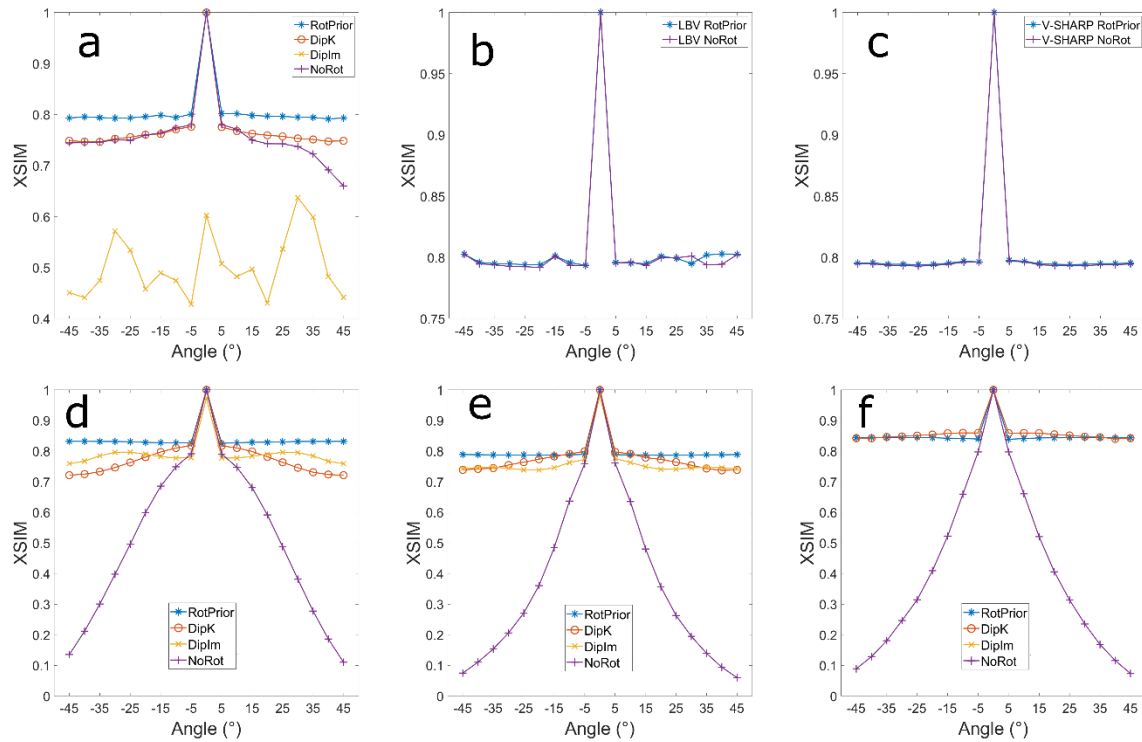 a
1
0.9
0.8
0.7
0.6
0.5
0.4
XSIM
-45 -35 -25 -15 -5 5 15 25 35 45
Angle (°)
RotPrior
DipK
DipIm
NoRot
b
1
0.95
0.9
0.85
0.8
0.75
XSIM
-45 -35 -25 -15 -5 5 15 25 35 45
Angle (°)
LBV RotPrior
LBV NoRot
c
1
0.95
0.9
0.85
0.8
0.75
XSIM
-45 -35 -25 -15 -5 5 15 25 35 45
Angle (°)
V-SHARP RotPrior
V-SHARP NoRot
d
1
0.9
0.8
0.7
0.6
0.5
0.4
0.3
0.2
0.1
0
XSIM
-45 -35 -25 -15 -5 5 15 25 35 45
Angle (°)
RotPrior
DipK
DipIm
NoRot
e
1
0.9
0.8
0.7
0.6
0.5
0.4
0.3
0.2
0.1
0
XSIM
-45 -35 -25 -15 -5 5 15 25 35 45
Angle (°)
RotPrior
DipK
DipIm
NoRot
f
1
0.9
0.8
0.7
0.6
0.5
0.4
0.3
0.2
0.1
0
XSIM
-45 -35 -25 -15 -5 5 15 25 35 45
Angle (°)
RotPrior
DipK
DipIm
NoRot